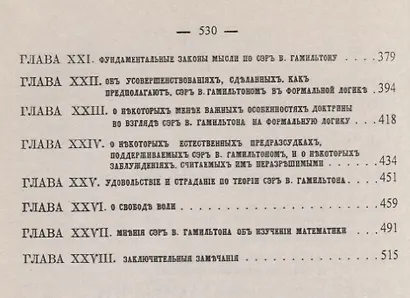 — 530 —
ГЛАВА XXI. ФУНДАМЕНТАЛЬНЫЕ ЗАКОНЫ МЫСЛИ ПО СЭРЪ В. ГАМИЛЬТОНУ . . . 379
ГЛАВА XXII. ОБЪ УСОВЕРШЕНСТВОВАНІЯХЪ, СДѢЛАННЫХЪ, КАКЪ
ПРЕДПОЛАГАЮТЪ, СЭРЪ В. ГАМИЛЬТОНОМЪ ВЪ ФОРМАЛЬНОЙ ЛОГИКѢ . 394
ГЛАВА XXIII. О НѢКОТОРЫХЪ МЕНѢЕ ВАЖНЫХЪ ОСОБЕННОСТЯХЪ ДОКТРИНЫ
ВО ВЗГЛЯДѢ СЭРЪ В. ГАМИЛЬТОНА НА ФОРМАЛЬНУЮ ЛОГИКУ . . . 418
ГЛАВА XXIV. О НѢКОТОРЫХЪ ЕСТЕСТВЕННЫХЪ ПРЕДРАЗСУДКАХЪ,
ПОДДЕРЖИВАЕМЫХЪ СЭРЪ В. ГАМИЛЬТОНОМЪ, И О НѢКОТОРЫХЪ
ЗАБЛУЖДЕНІЯХЪ, СЧИТАЕМЫХЪ ИМЪ НЕРАЗРѢШИМЫМИ . . . . . 434
ГЛАВА XXV. УДОВОЛЬСТВІЕ И СТРАДАНІЕ ПО ТЕОРІИ СЭРЪ В. ГАМИЛЬТОНА. . . 451
ГЛАВА XXVI. О СВОБОДѢ ВОЛИ . . . . . . . . . . . . . . . . . . 459
ГЛАВА XXVII. МНѢНІЯ СЭРЪ В. ГАМИЛЬТОНА ОБЪ ИЗУЧЕНІИ МАТЕМАТИКИ . . . 491
ГЛАВА XXVIII. ЗАКЛЮЧИТЕЛЬНЫЯ ЗАМѢЧАНІЯ . . . . . . . . . . . . . 515